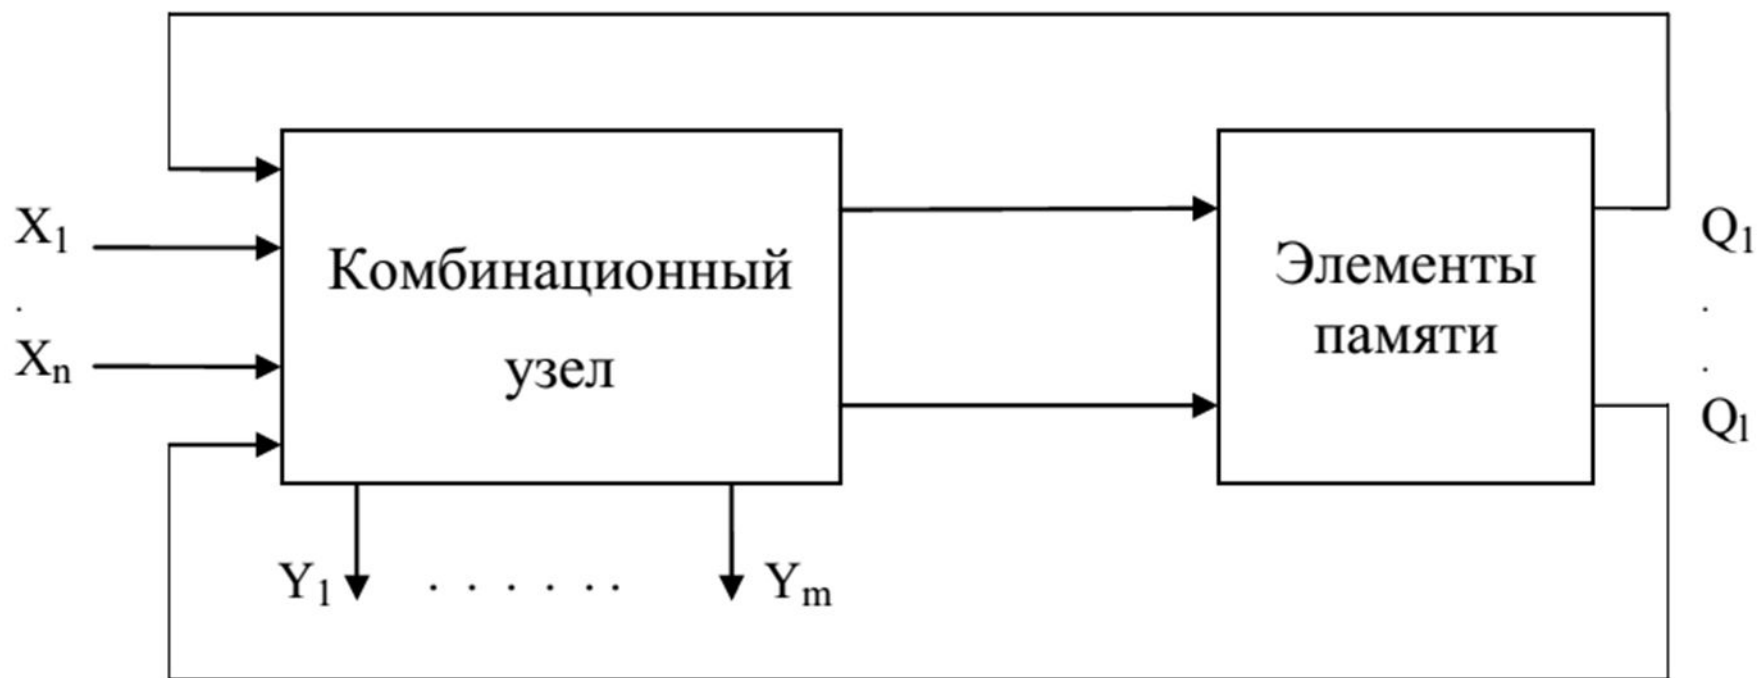 X1
.
Xn
Комбинационный
узел
Элементы
памяти
Q1
.
.
Ql
Y1 . . . . . . Ym